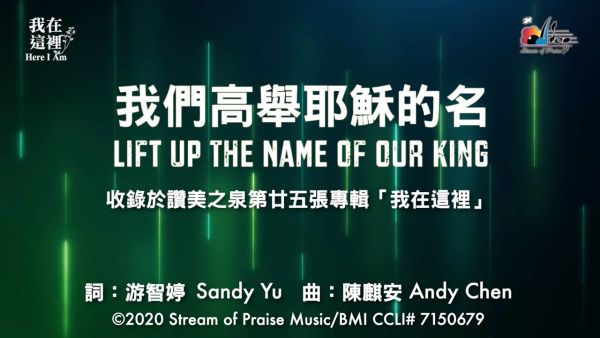 我在
這裡
Here I Am
Stream of Praise
我們高舉耶穌的名
LIFT UP THE NAME OF OUR KING
收錄於讚美之泉第廿五張專輯「我在這裡」
詞：游智婷 Sandy Yu 曲：陳麒安 Andy Chen
©2020 Stream of Praise Music/BMI CCLI# 7150679